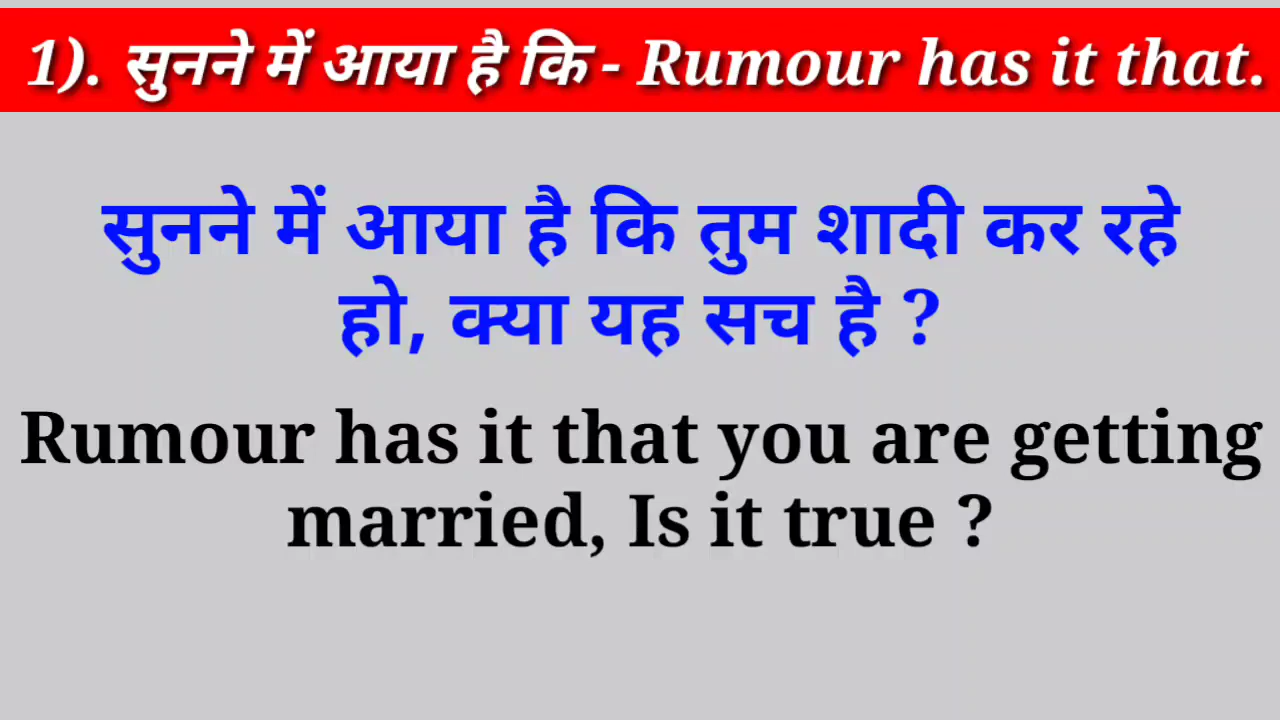 1). सुनने में आया है कि - Rumour has it that.
सुनने में आया है कि तुम शादी कर रहे
हो, क्या यह सच है ?
Rumour has it that you are getting
married, Is it true ?